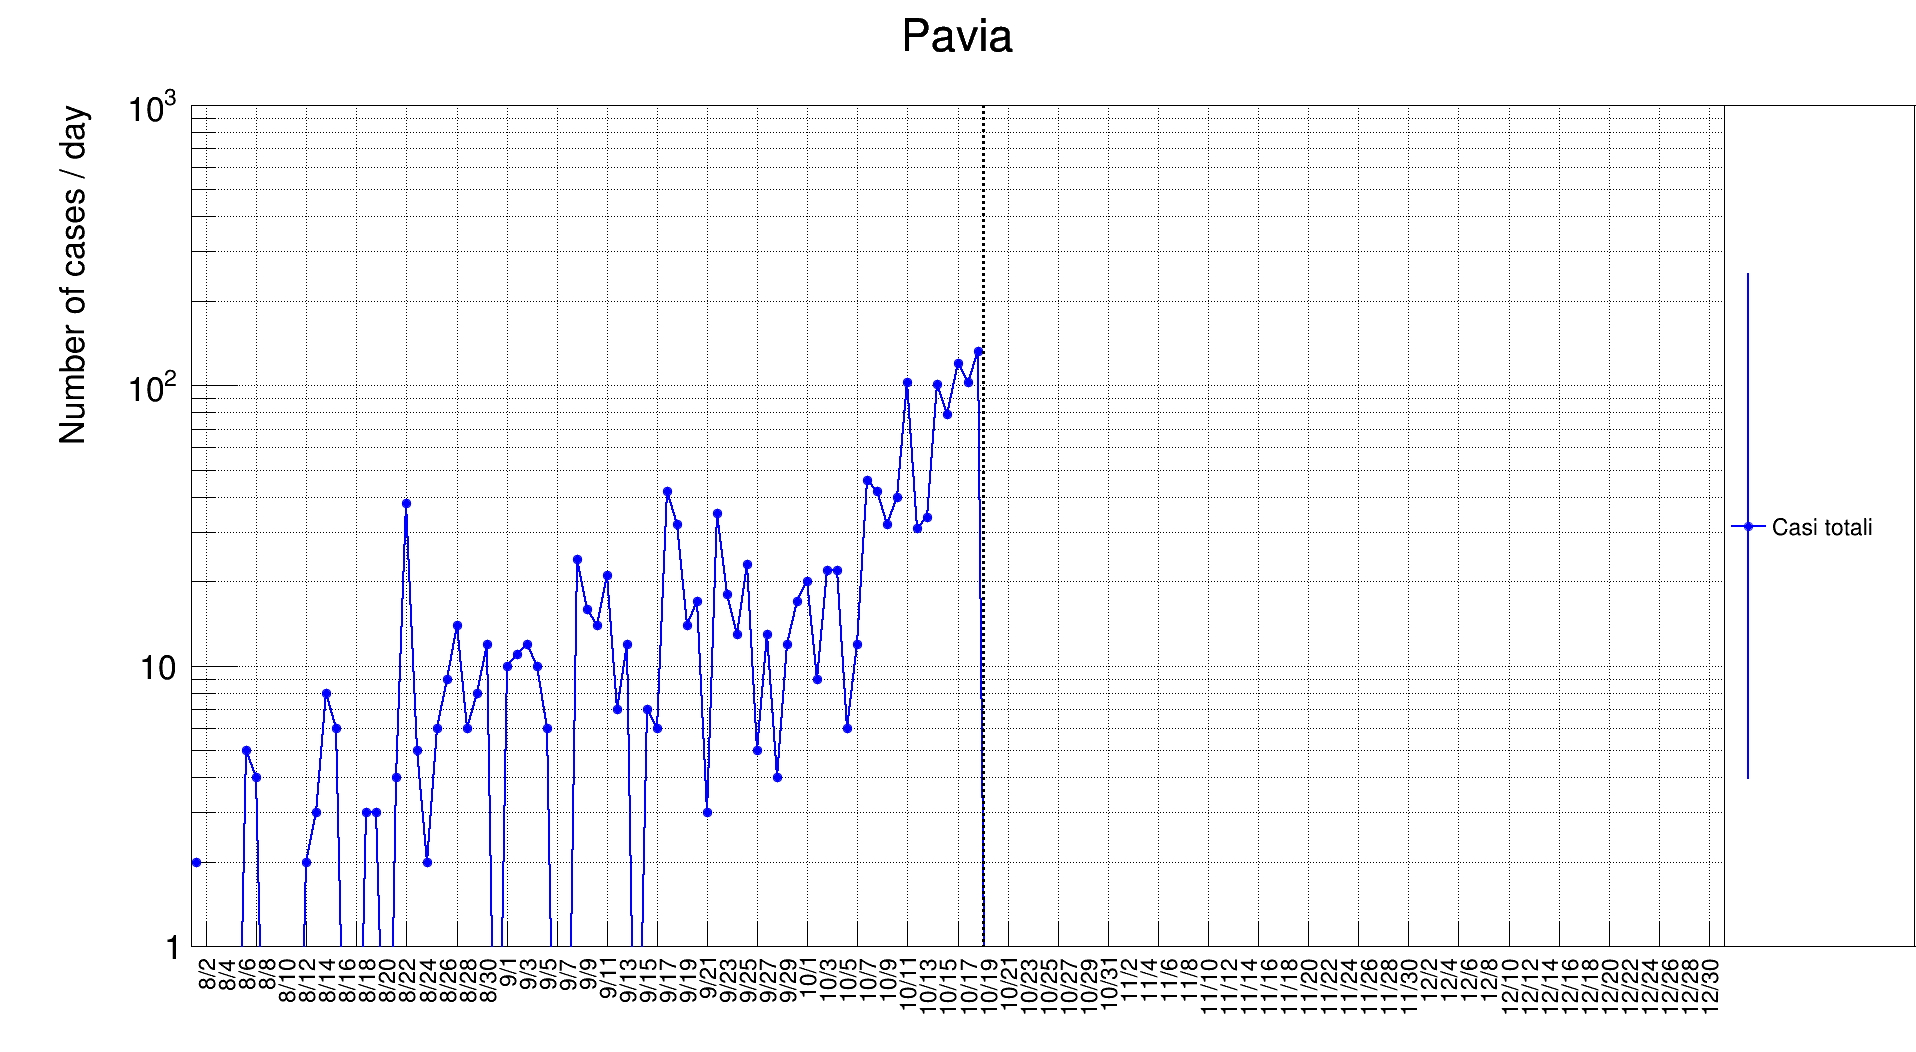 Pavia
Number of cases / day
10³
10²
10
1
8/2 8/4 8/6 8/8 8/10 8/12 8/14 8/16 8/18 8/20 8/22 8/24 8/26 8/28 8/30 9/1 9/3 9/5 9/7 9/9 9/11 9/13 9/15 9/17 9/19 9/21 9/23 9/25 9/27 9/29 10/1 10/3 10/5 10/7 10/9 10/11 10/13 10/15 10/17 10/19 10/21 10/23 10/25 10/27 10/29 10/31 11/2 11/4 11/6 11/8 11/10 11/12 11/14 11/16 11/18 11/20 11/22 11/24 11/26 11/28 11/30 12/2 12/4 12/6 12/8 12/10 12/12 12/14 12/16 12/18 12/20 12/22 12/24 12/26 12/28 12/30
Casi totali